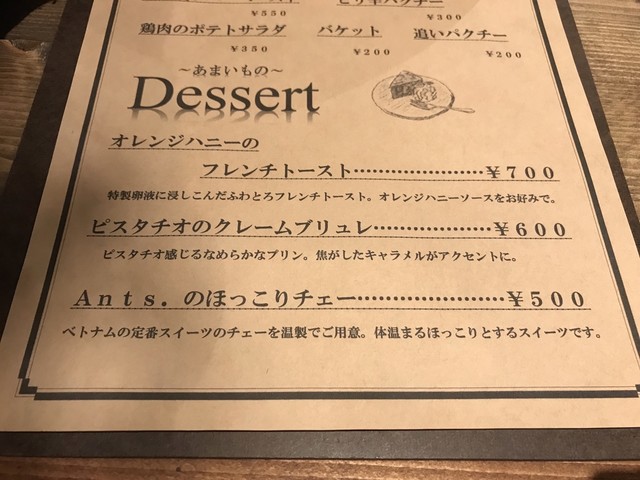 ¥550
ピリ辛パクチー
¥300
鶏肉のポテトサラダ バケット 追いパクチー
¥350 ¥200 ¥200
～あまいもの～
Dessert
オレンジハニーの
フレンチトースト…………………¥700
特製卵液に浸しこんだふわとろフレンチトースト。オレンジハニーソースをお好みで。
ピスタチオのクレームブリュレ………………¥600
ピスタチオ感じるなめらかなプリン。焦がしたキャラメルがアクセントに。
Ants.のほっこりチェー……………………¥500
ベトナムの定番スイーツのチェーを温製でご用意。体温まるほっこりとするスイーツです。